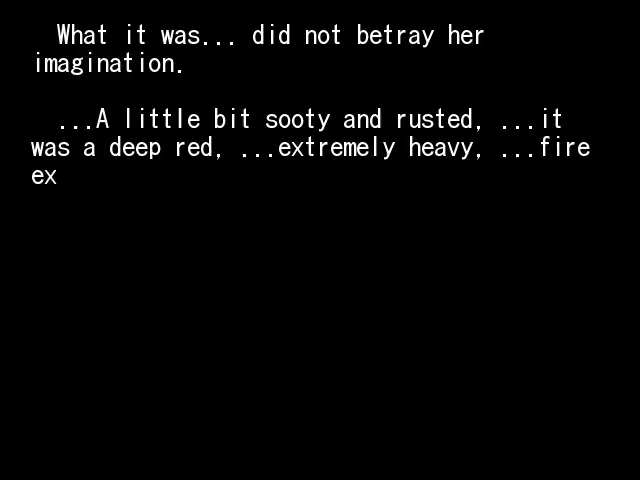 What it was... did not betray her
imagination.
...A little bit sooty and rusted, ...it
was a deep red, ...extremely heavy, ...fire
ex